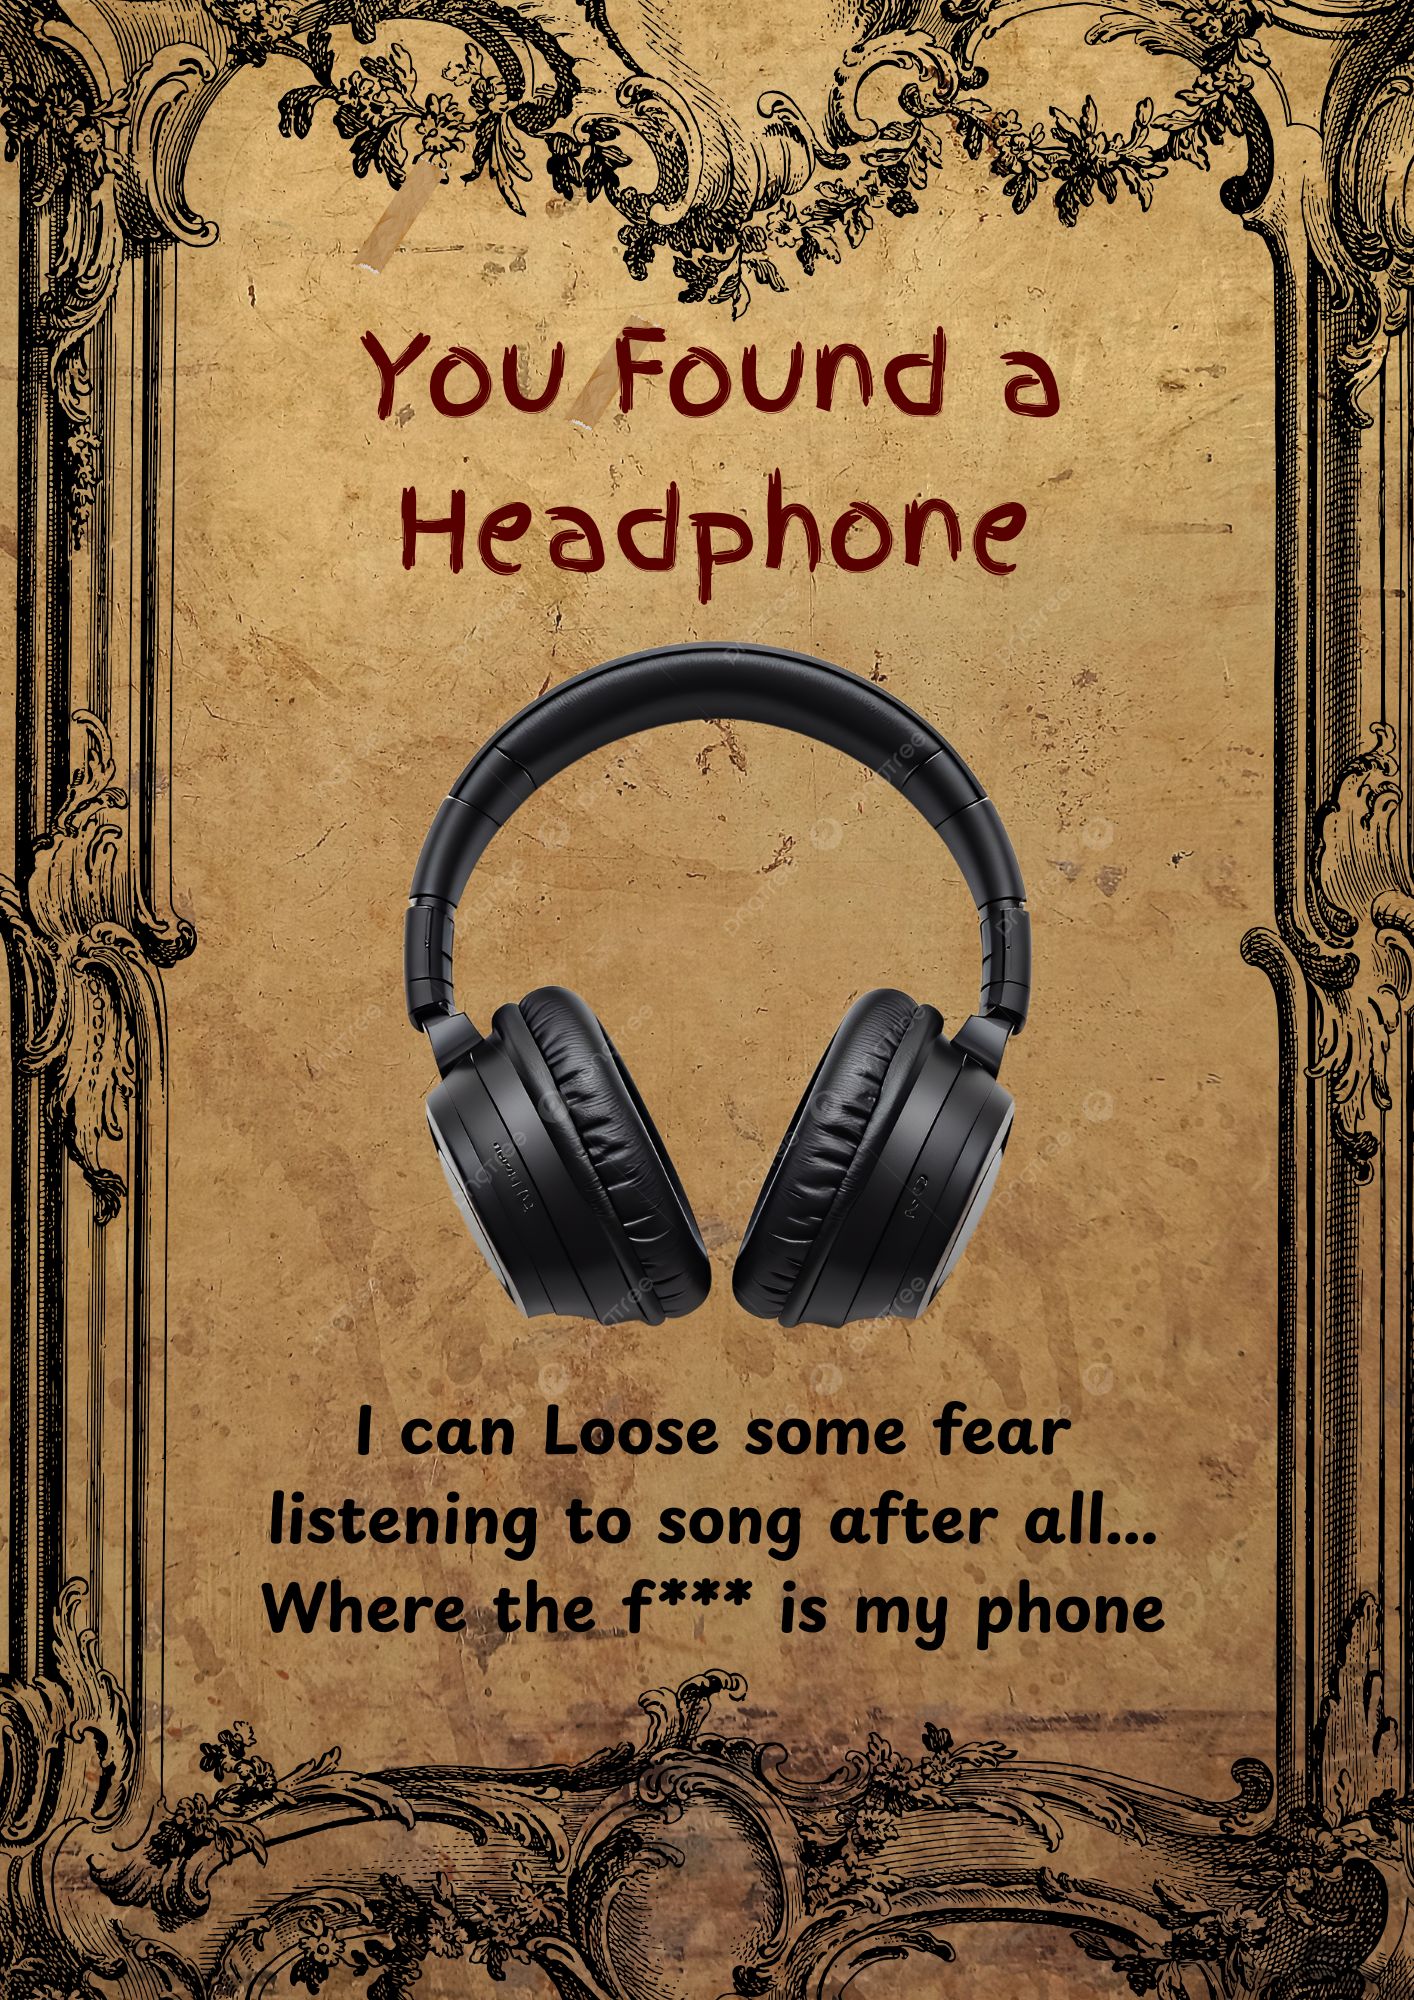 You Found a
Headphone
I can Loose some fear
listening to song after all...
Where the f*** is my phone